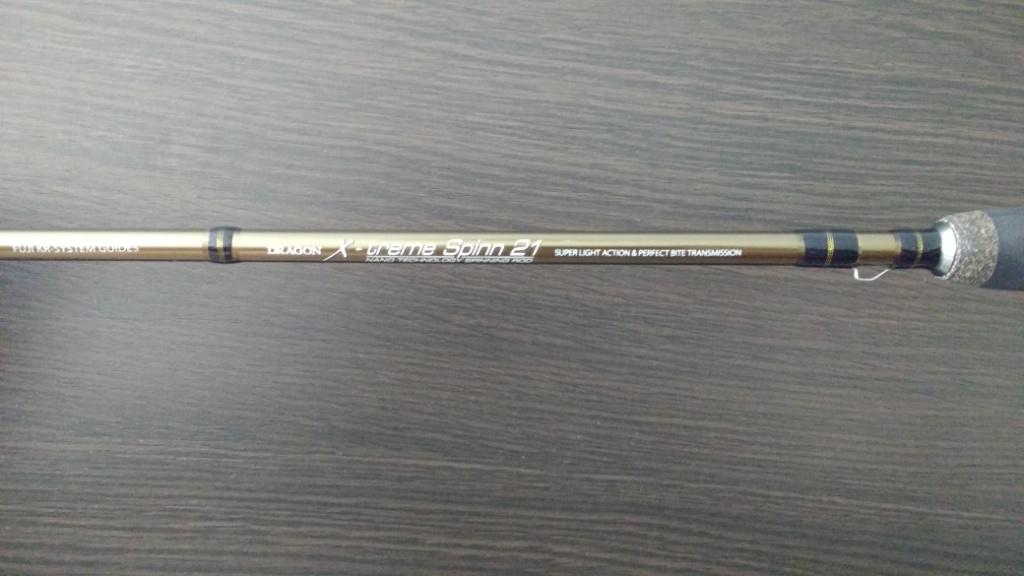 FUJI KR-SYSTEM GUIDES
DRAGON X-treme Spinn 21
NANO TECHNOLOGY SPINNING ROD
SUPER LIGHT ACTION & PERFECT BITE TRANSMISSION